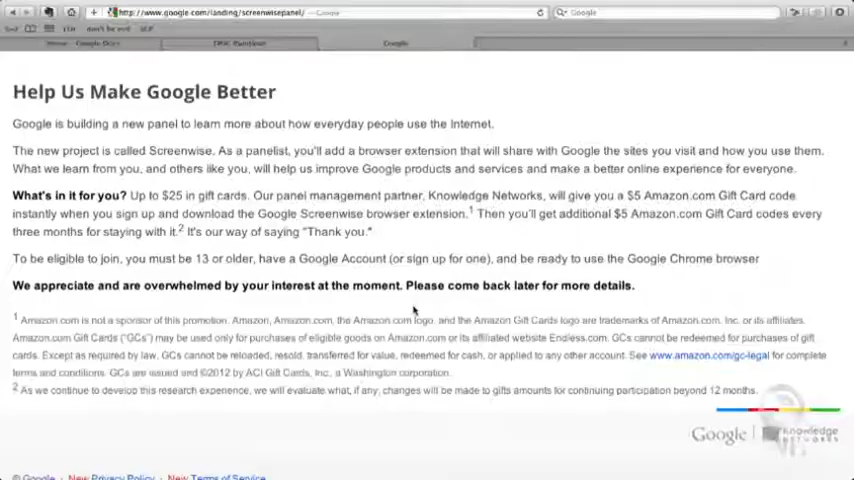 http://www.google.com/landing/screenwisepanel/ — Google
Google
don't be evil
Home - Google Docs
Google
Help Us Make Google Better
Google is building a new panel to learn more about how everyday people use the Internet.
The new project is called Screenwise. As a panelist, you'll add a browser extension that will share with Google the sites you visit and how you use them.
What we learn from you, and others like you, will help us improve Google products and services and make a better online experience for everyone.
What's in it for you? Up to $25 in gift cards. Our panel management partner, Knowledge Networks, will give you a $5 Amazon.com Gift Card code
instantly when you sign up and download the Google Screenwise browser extension.1 Then you'll get additional $5 Amazon.com Gift Card codes every
three months for staying with it.2 It's our way of saying "Thank you."
To be eligible to join, you must be 13 or older, have a Google Account (or sign up for one), and be ready to use the Google Chrome browser
We appreciate and are overwhelmed by your interest at the moment. Please come back later for more details.
1 Amazon.com is not a sponsor of this promotion. Amazon, Amazon.com, the Amazon.com logo, and the Amazon Gift Cards logo are trademarks of Amazon.com, Inc. or its affiliates.
Amazon.com Gift Cards ("GCs") may be used only for purchases of eligible goods on Amazon.com or its affiliated website Endless.com. GCs cannot be redeemed for purchases of gift
cards. Except as required by law, GCs cannot be reloaded, resold, transferred for value, redeemed for cash, or applied to any other account. See www.amazon.com/gc-legal for complete
terms and conditions. GCs are issued and ©2012 by ACI Gift Cards, Inc., a Washington corporation.
2 As we continue to develop this research experience, we will evaluate what, if any, changes will be made to gifts amounts for continuing participation beyond 12 months.
Google | Knowledge
NETWORKS
© Google - New Privacy Policy - New Terms of Service